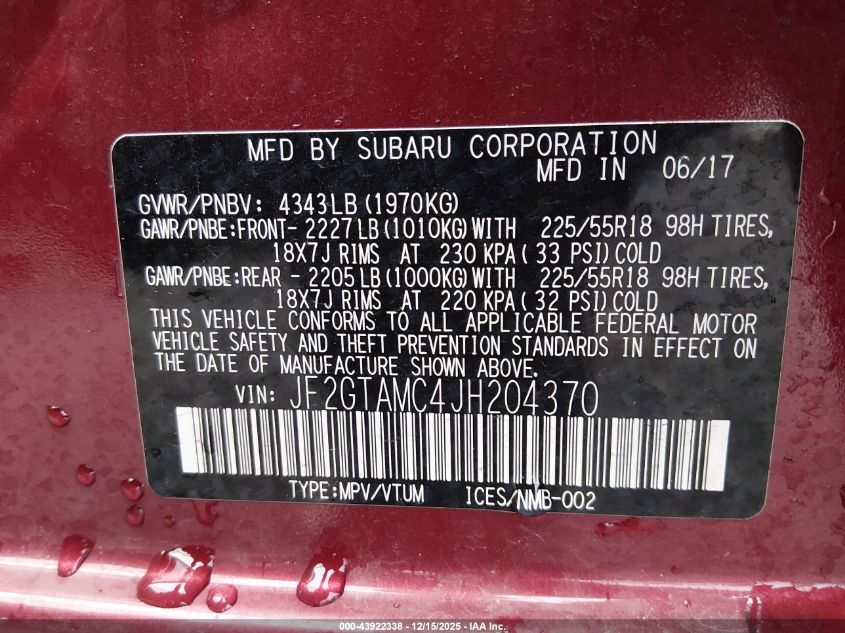 MFD BY SUBARU CORPORATION
MFD IN 06/17
GVWR/PNBV: 4343LB (1970KG)
GAWR/PNBE:FRONT- 2227LB (1010KG) WITH 225/55R18 98H TIRES,
18X7J RIMS AT 230 KPA ( 33 PSI) COLD
GAWR/PNBE:REAR - 2205LB (1000KG) WITH 225/55R18 98H TIRES,
18X7J RIMS AT 220 KPA ( 32 PSI) COLD
THIS VEHICLE CONFORMS TO ALL APPLICABLE FEDERAL MOTOR
VEHICLE SAFETY AND THEFT PREVENTION STANDARDS IN EFFECT ON
THE DATE OF MANUFACTURE SHOWN ABOVE.
VIN: JF2GTAMC4JH204370
TYPE:MPV/VTUM ICES/NMB-002
000-43922338 - 12/15/2025 - IAA Inc.